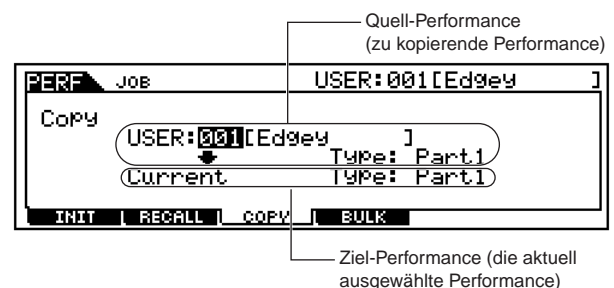 Quell-Performance
(zu kopierende Performance)
PERF JOB USER:001[Edgey ]
Copy
USER:001[Edgey ]
Type: Part1
Current Type: Part1
INIT RECALL COPY BULK
Ziel-Performance (die aktuell
ausgewählte Performance)